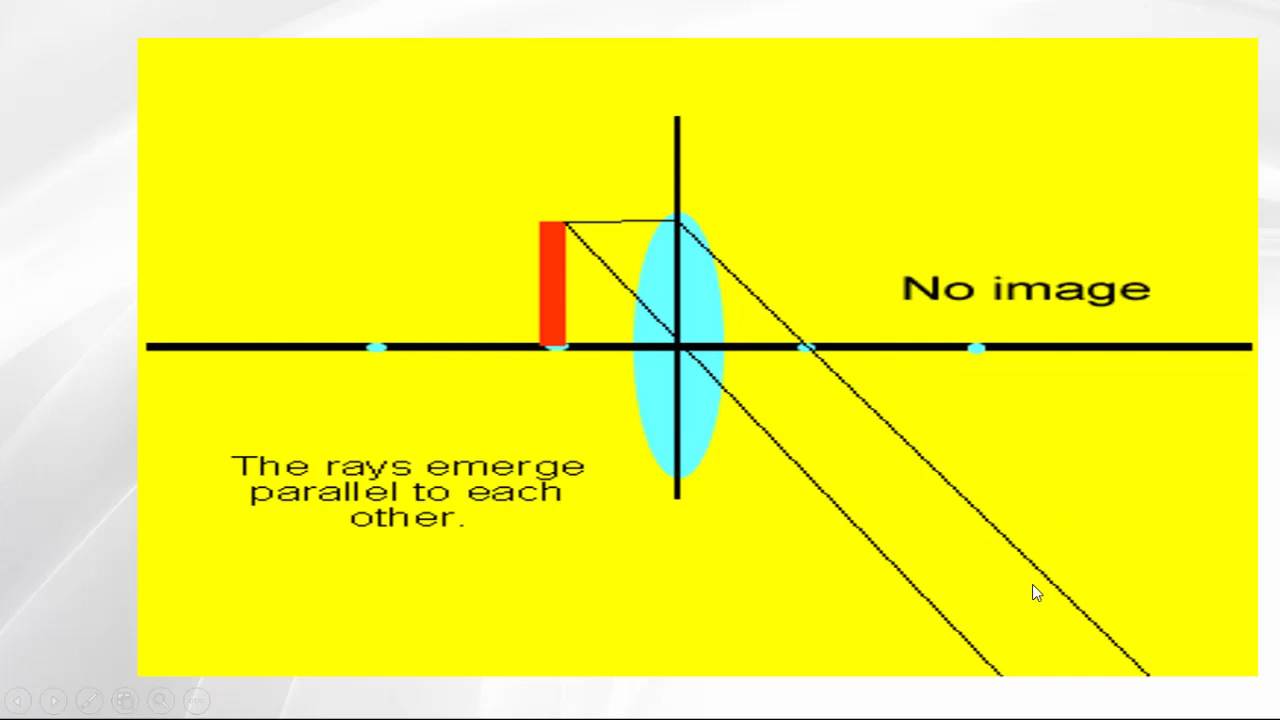 No image
The rays emerge
parallel to each
other.